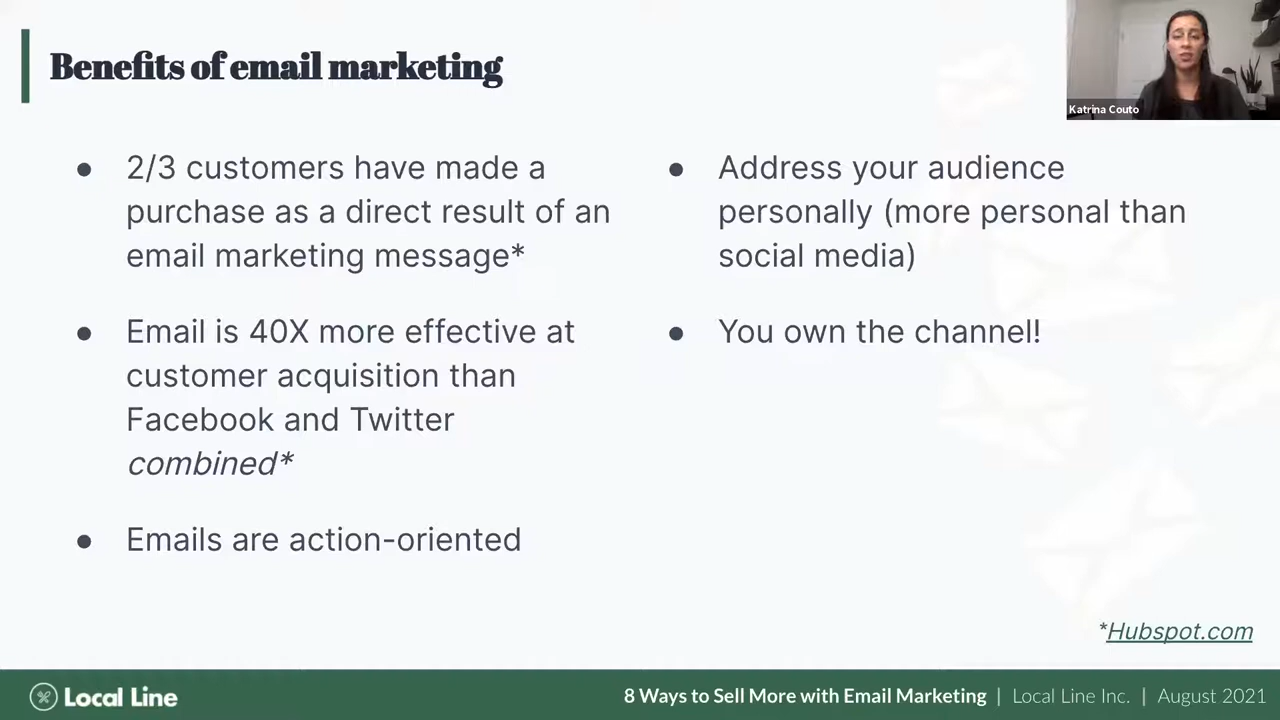 Benefits of email marketing
Katrina Couto
● 2/3 customers have made a
purchase as a direct result of an
email marketing message*
● Email is 40X more effective at
customer acquisition than
Facebook and Twitter
combined*
● Emails are action-oriented
● Address your audience
personally (more personal than
social media)
● You own the channel!
*Hubspot.com
Local Line
8 Ways to Sell More with Email Marketing | Local Line Inc. | August 2021